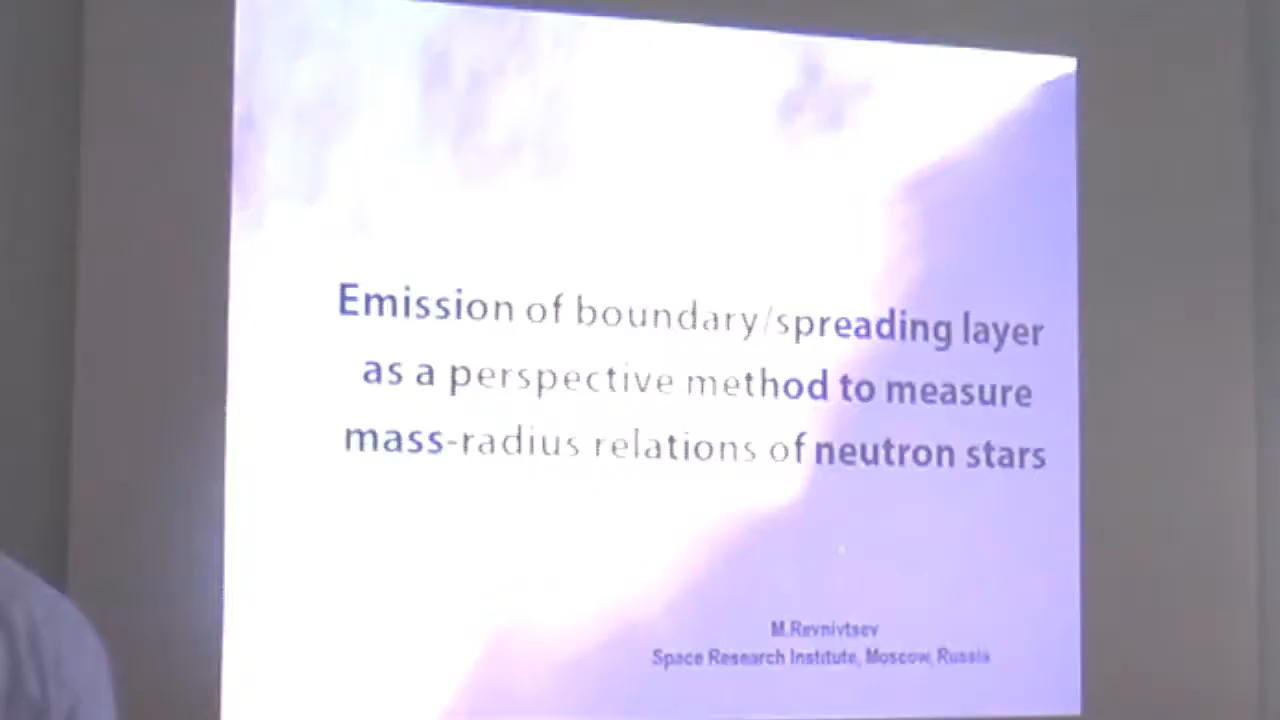 Emission of boundary/spreading layer
as a perspective method to measure
mass-radius relations of neutron stars
M.Revnivtsev
Space Research Institute, Moscow, Russia